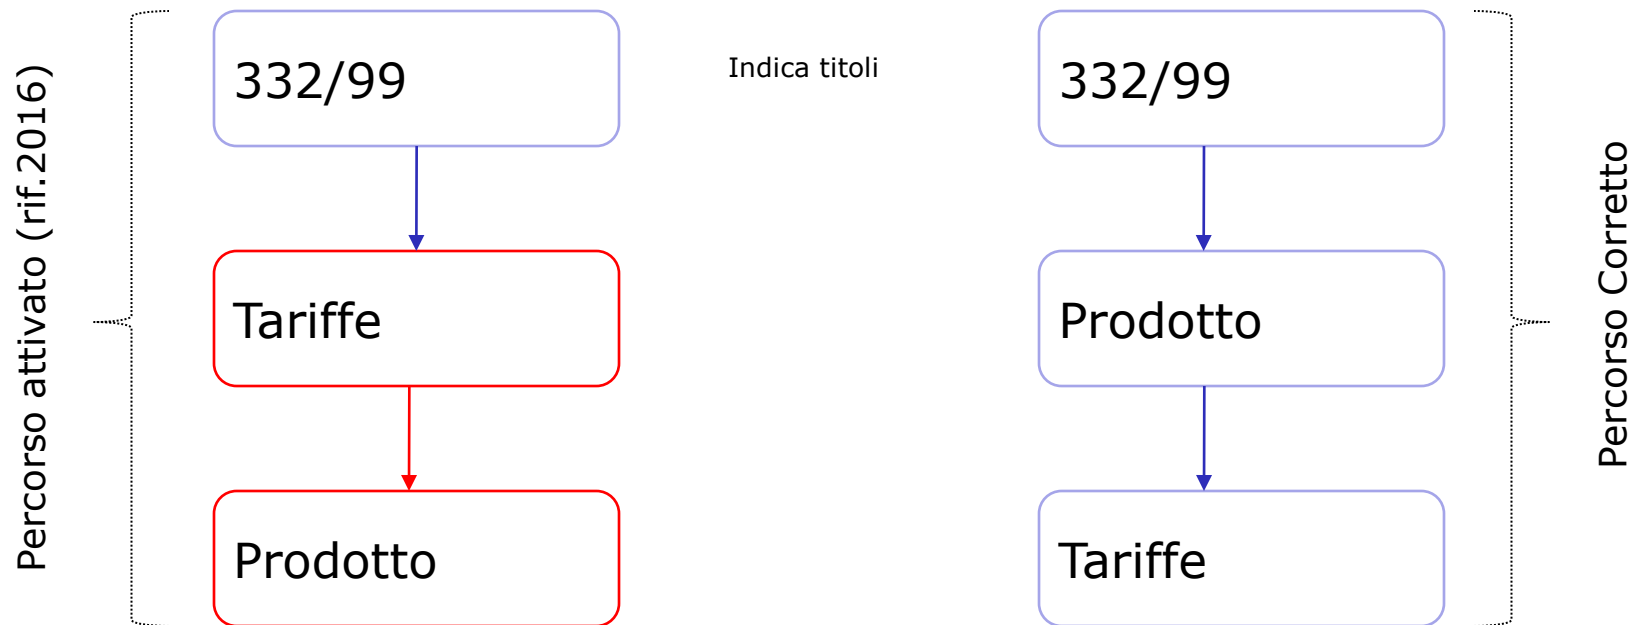 Percorso attivato (rif.2016)
332/99
Tariffe
Prodotto
Indica titoli
332/99
Prodotto
Tariffe
Percorso Corretto